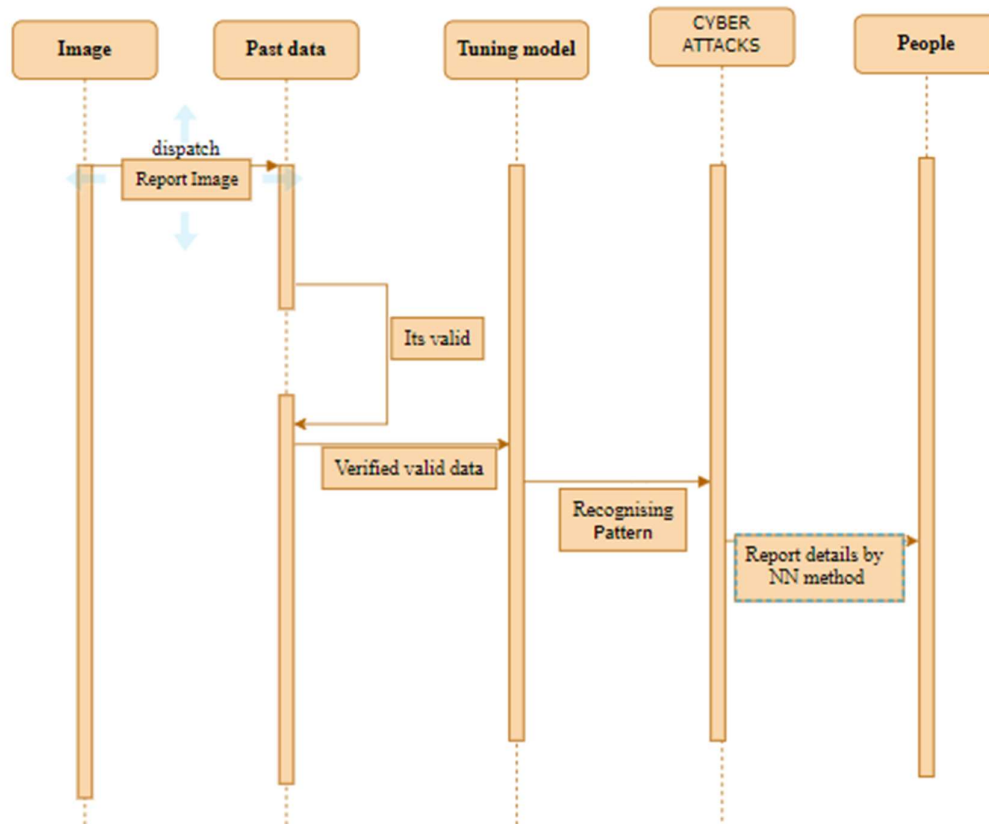 Image
Past data
Tuning model
CYBER
ATTACKS
People
dispatch
Report Image
Its valid
Verified valid data
Recognising
Pattern
Report details by
NN method